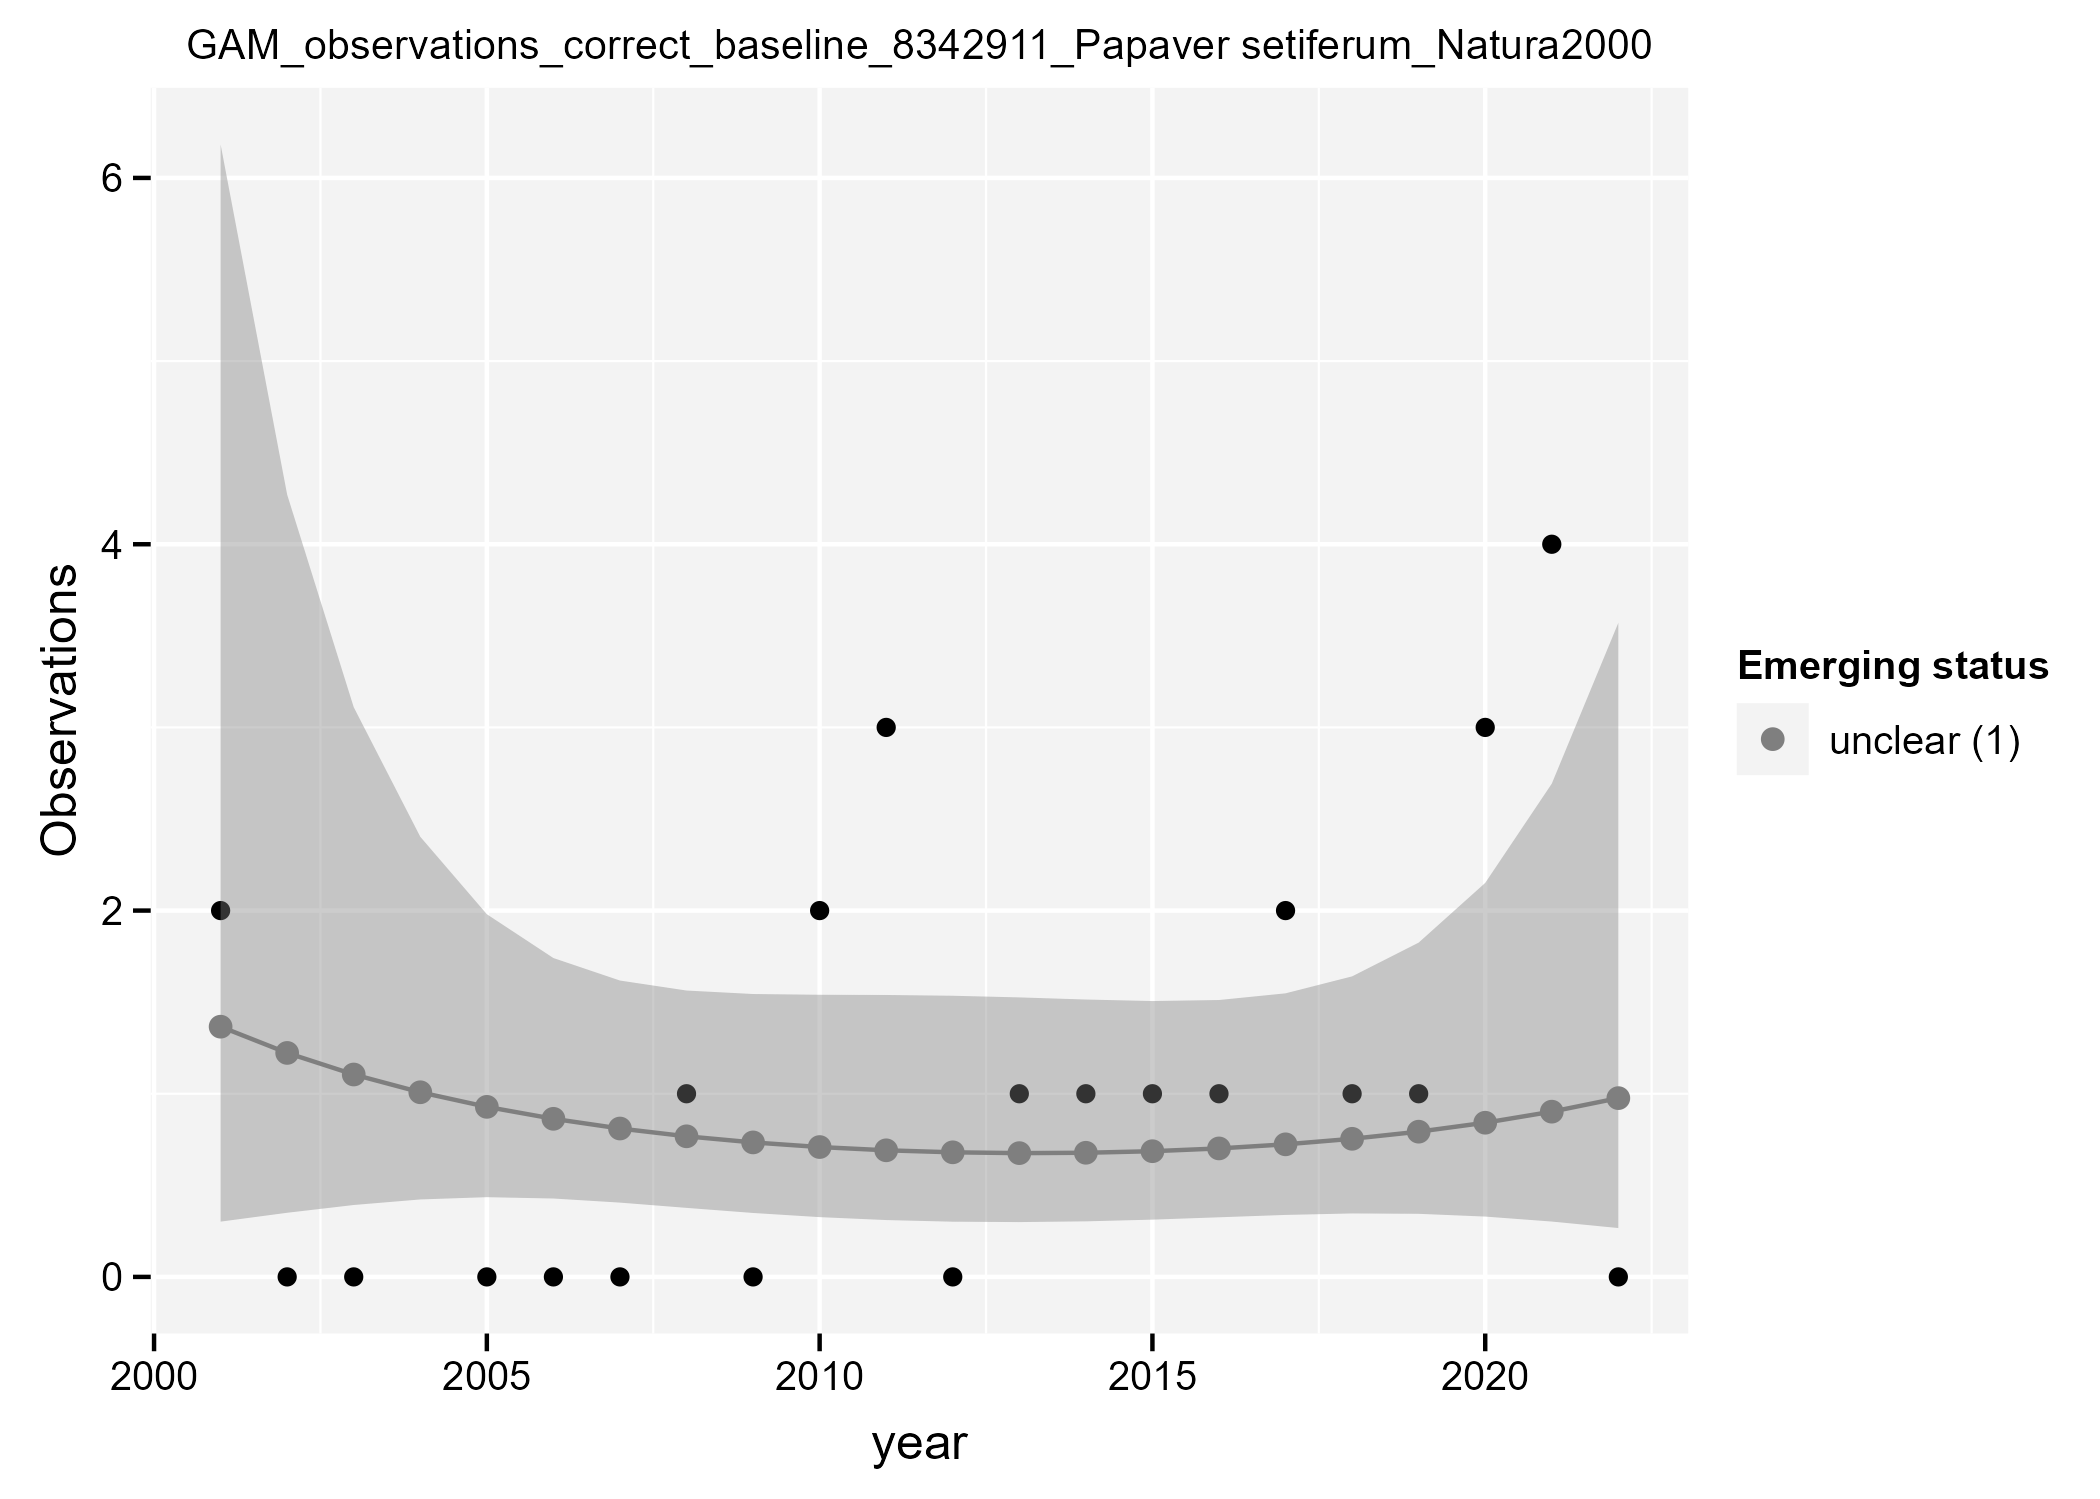 GAM_observations_correct_baseline_8342911_Papaver setiferum_Natura2000
6
4
2
0
Observations
2000
2005
2010
2015
2020
year
Emerging status
unclear (1)